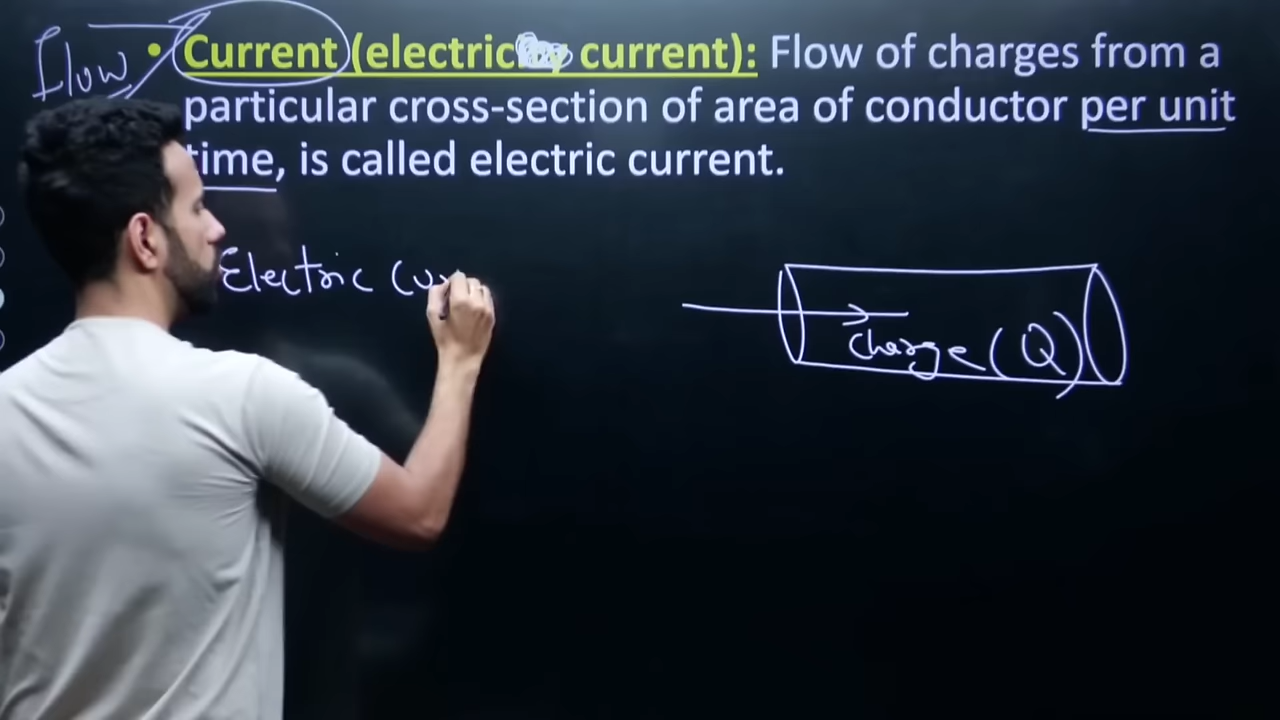 Flow • Current (electric current): Flow of charges from a
particular cross-section of area of conductor per unit
time, is called electric current.
Electric Cu
Charge (Q)